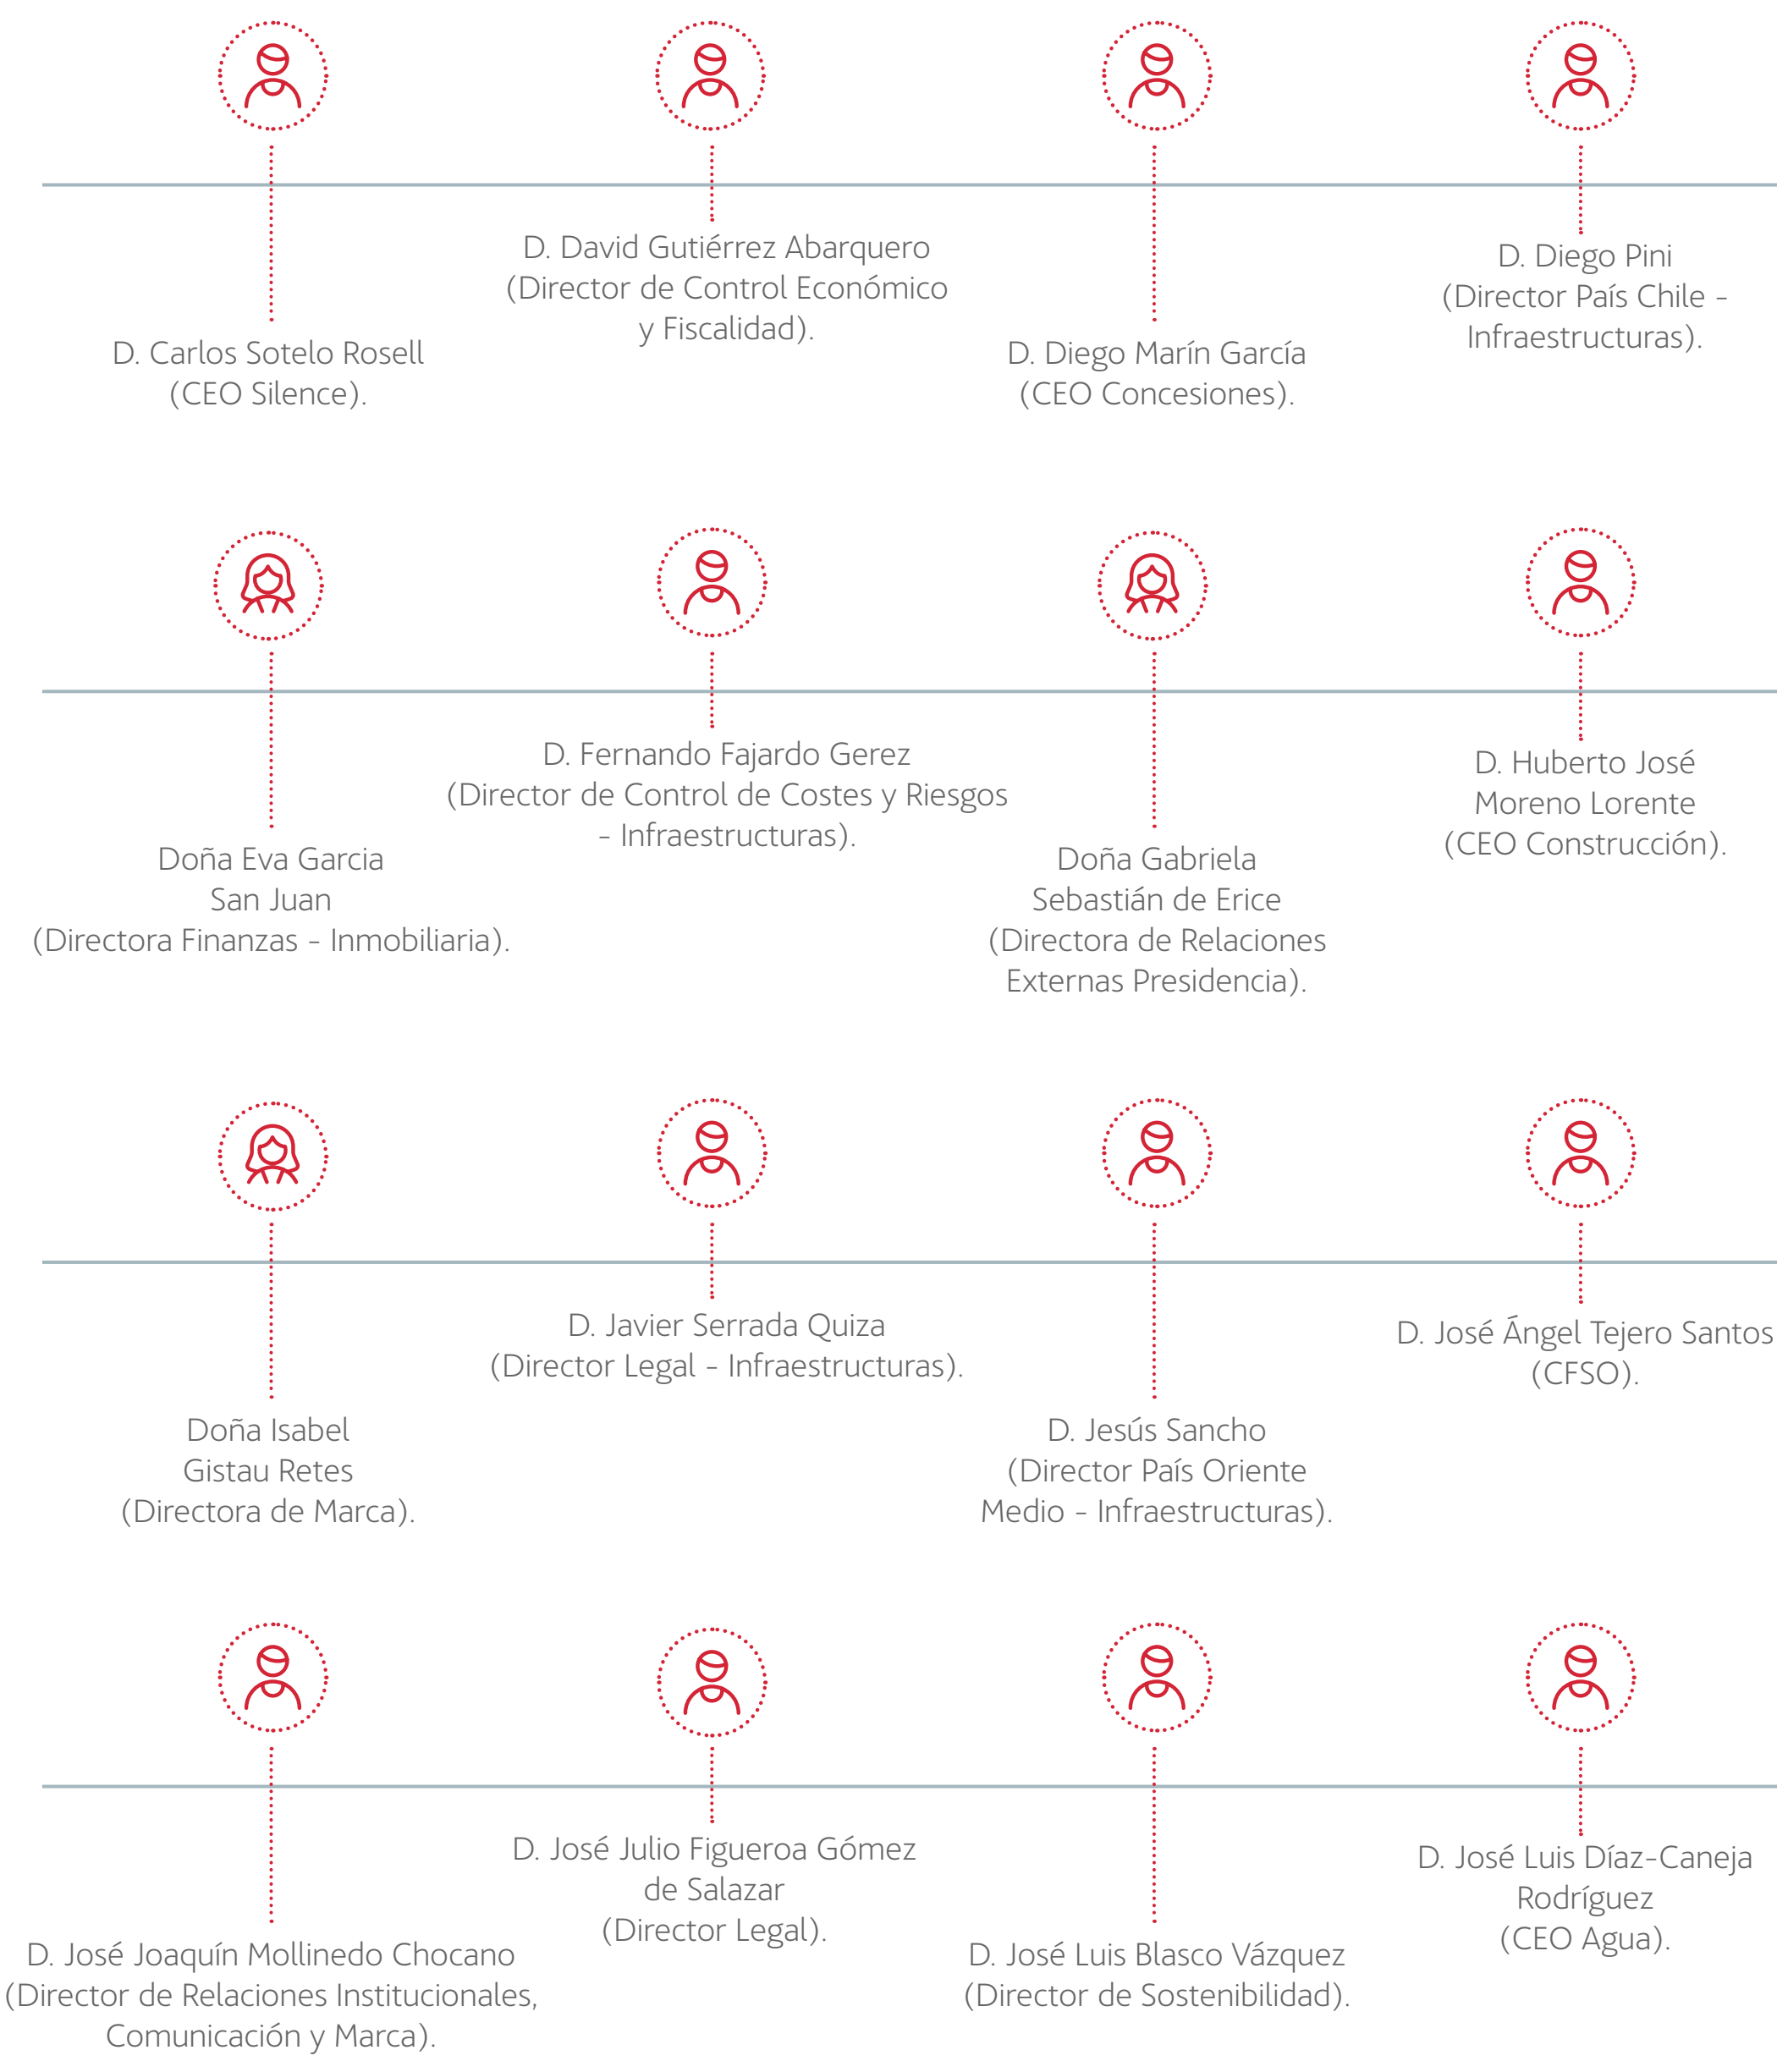 D. Carlos Sotelo Rosell
(CEO Silence).
D. David Gutiérrez Abarquero
(Director de Control Económico
y Fiscalidad).
D. Diego Marín García
(CEO Concesiones).
D. Diego Pini
(Director País Chile -
Infraestructuras).
Doña Eva Garcia
San Juan
(Directora Finanzas - Inmobiliaria).
D. Fernando Fajardo Gerez
(Director de Control de Costes y Riesgos
- Infraestructuras).
Doña Gabriela
Sebastián de Erice
(Directora de Relaciones
Externas Presidencia).
D. Huberto José
Moreno Lorente
(CEO Construcción).
Doña Isabel
Gistau Retes
(Directora de Marca).
D. Javier Serrada Quiza
(Director Legal - Infraestructuras).
D. Jesús Sancho
(Director País Oriente
Medio - Infraestructuras).
D. José Ángel Tejero Santos
(CFSO).
D. José Joaquín Mollinedo Chocano
(Director de Relaciones Institucionales,
Comunicación y Marca).
D. José Julio Figueroa Gómez
de Salazar
(Director Legal).
D. José Luis Blasco Vázquez
(Director de Sostenibilidad).
D. José Luis Díaz-Caneja
Rodríguez
(CEO Agua).